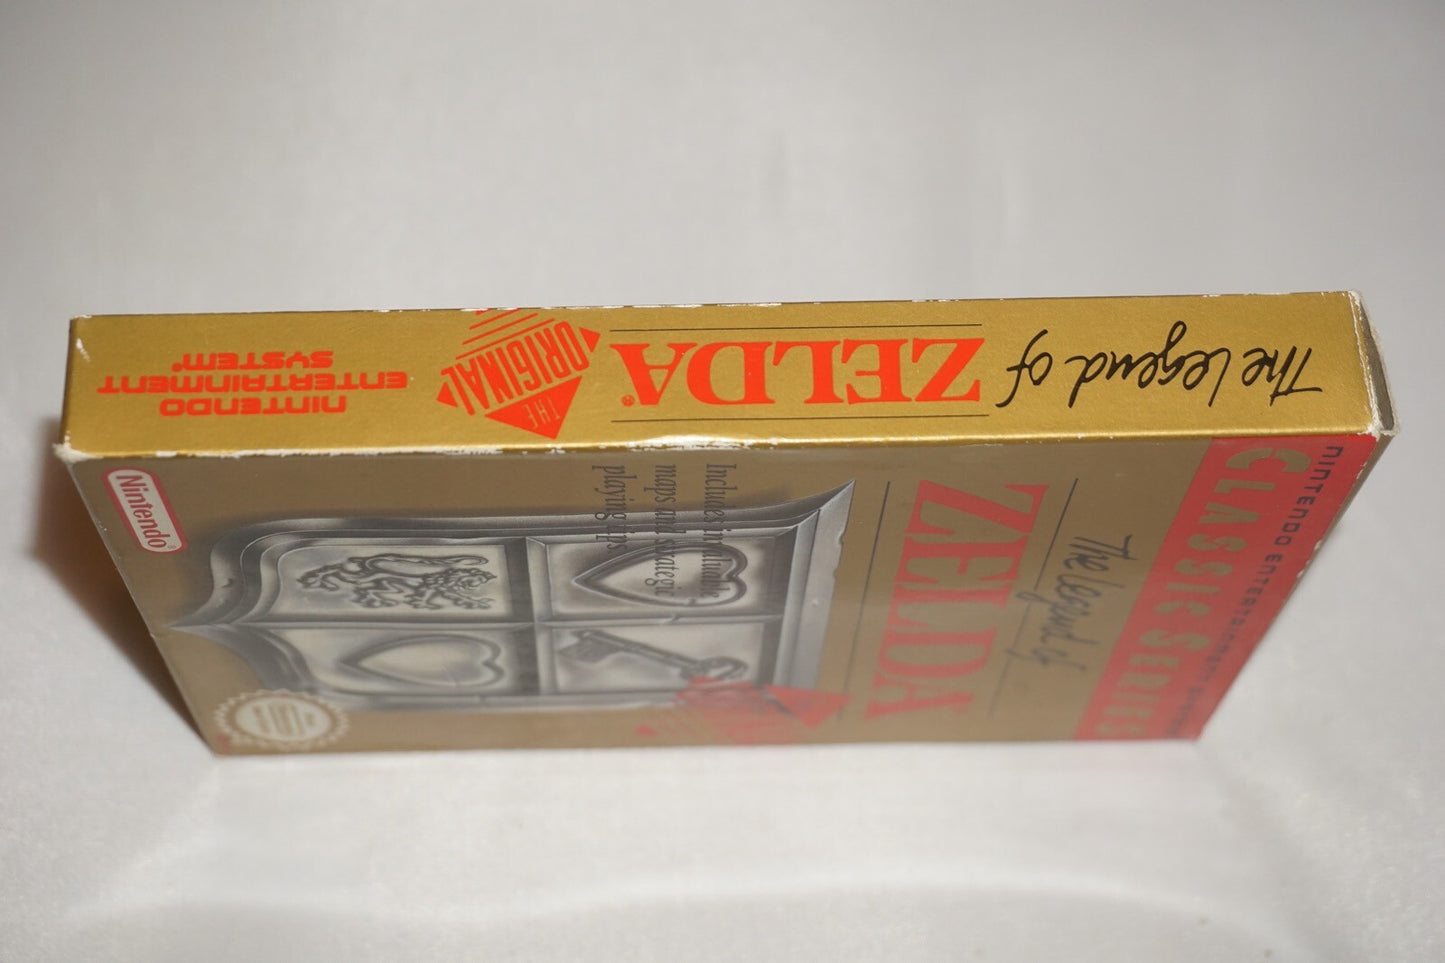 The Legend of
ZELDA®
THE
ORIGINAL
NINTENDO
ENTERTAINMENT
SYSTEM®
NINTENDO ENTERTAINMENT SYSTEM
CLASSIC SERIES
The Legend of
ZELDA
Includes invaluable
maps and strategic
playing tips
Nintendo®